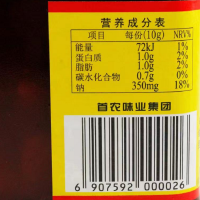 营养成分表
项目 每份(10g) NRV%
能量 72kJ 1%
蛋白质 1.0g 2%
脂肪 1.0g 2%
碳水化合物 0.7g 0%
钠 350mg 18%
首农味业集团
6 907592 000026